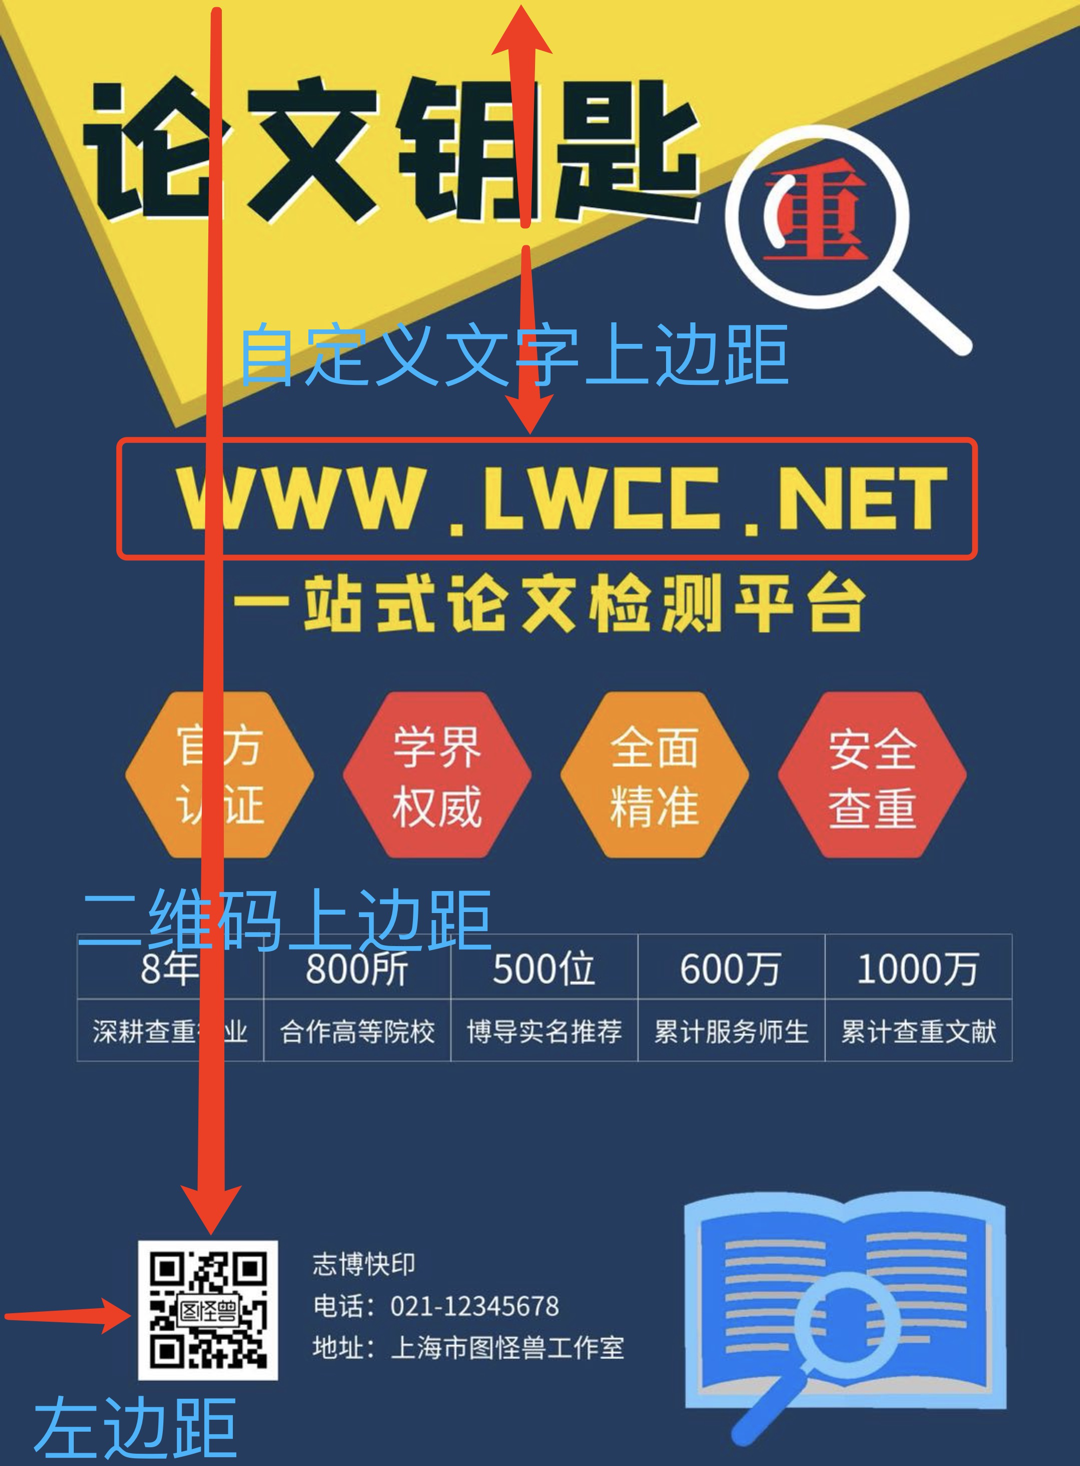 论文钥匙
重
自定义文字上边距
WWW.LWCC.NET
一站式论文检测平台
官方
认证
学界
权威
全面
精准
安全
查重
二维码上边距
8年
800所
500位
600万
1000万
深耕查重行业
合作高等院校
博导实名推荐
累计服务师生
累计查重文献
图怪兽
志博快印
电话：021-12345678
地址：上海市图怪兽工作室
左边距